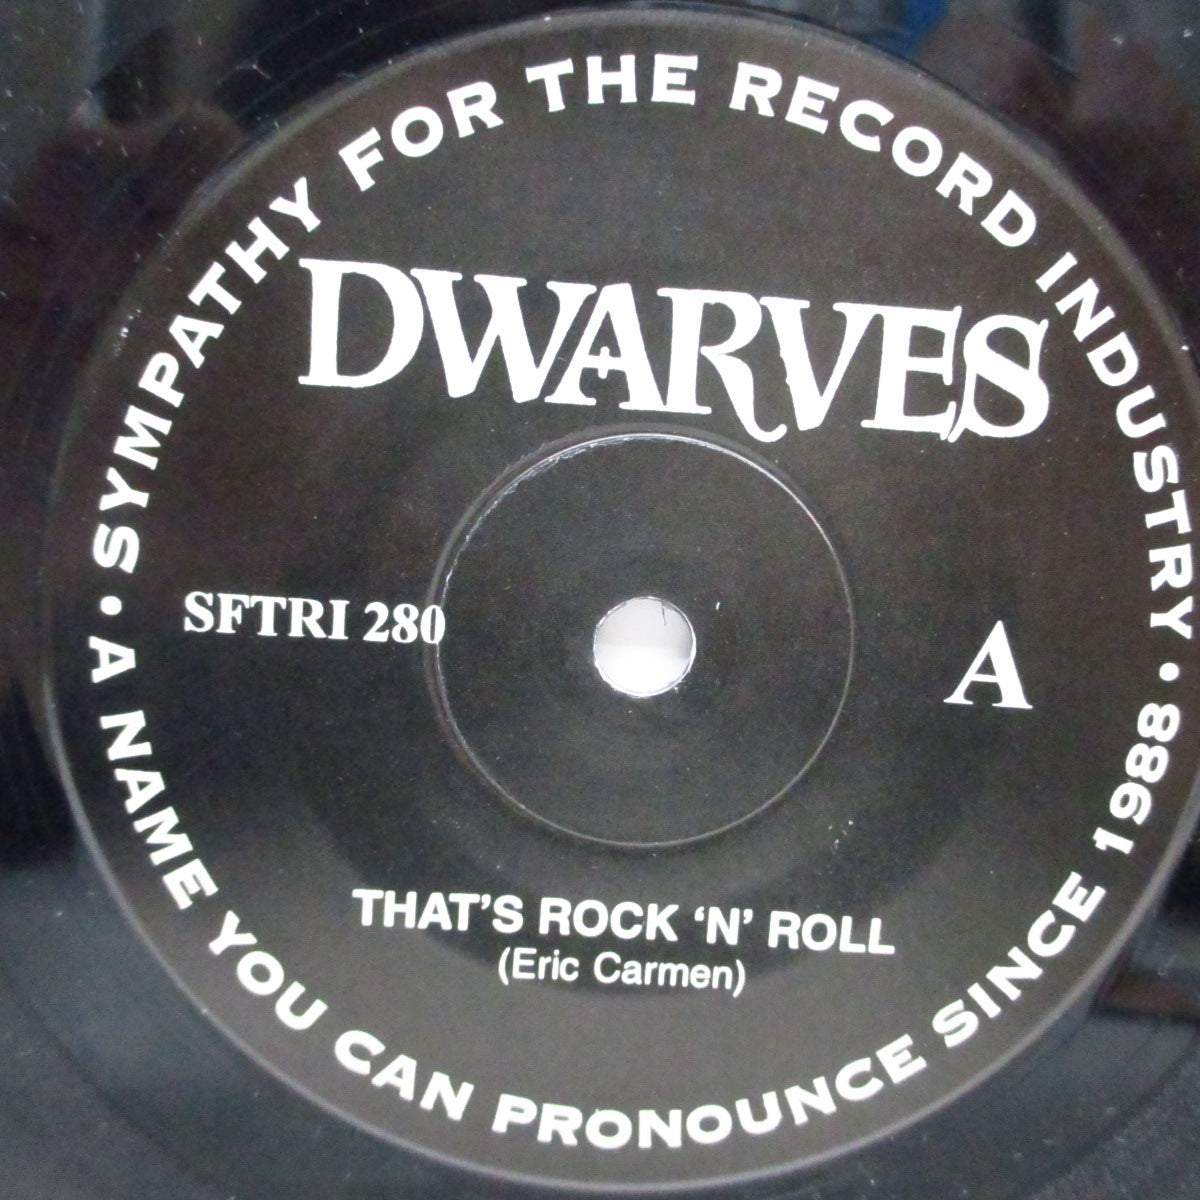 SYMPATHY FOR THE RECORD INDUSTRY •
DWARVES
SFTRI 280
A
THAT'S ROCK 'N' ROLL
(Eric Carmen)
A NAME YOU CAN PRONOUNCE SINCE 1988 •